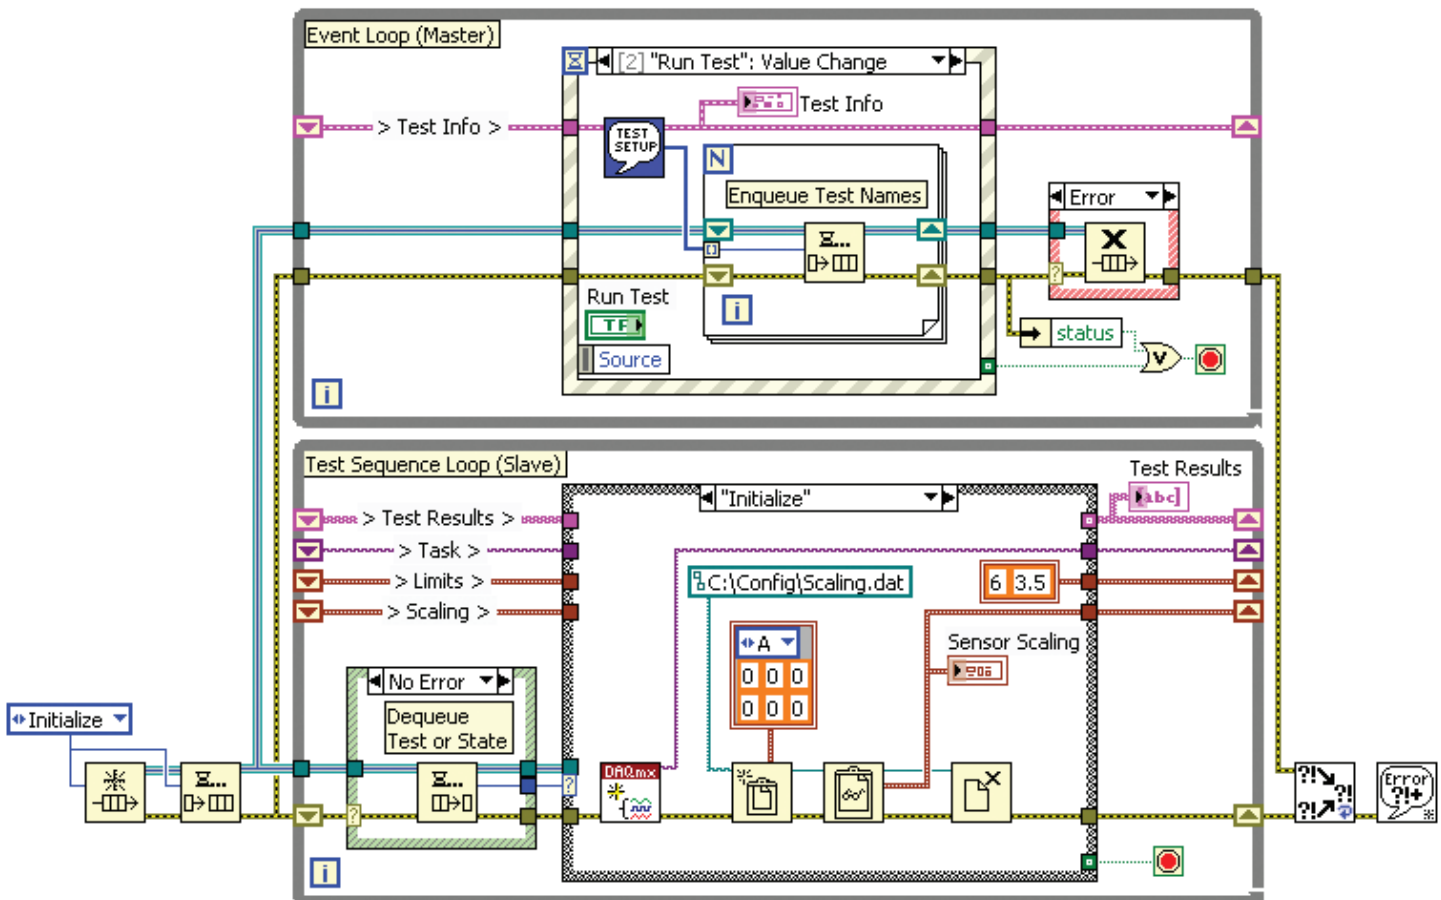 Event Loop (Master)
[2] "Run Test": Value Change
> Test Info >
Test Info
TEST
SETUP
N
Enqueue Test Names
Error
X
?
Run Test
TF
i
Source
status
V
i
Test Sequence Loop (Slave)
Test Results
"Initialize"
[abc]
> Test Results >
> Task >
> Limits >
> Scaling >
C:\Config\Scaling.dat
6 3.5
A
0 0 0
0 0 0
Sensor Scaling
No Error
Dequeue
Test or State
Initialize
DAQmx
?
?
?!
?!
?!
Error
?!+
i